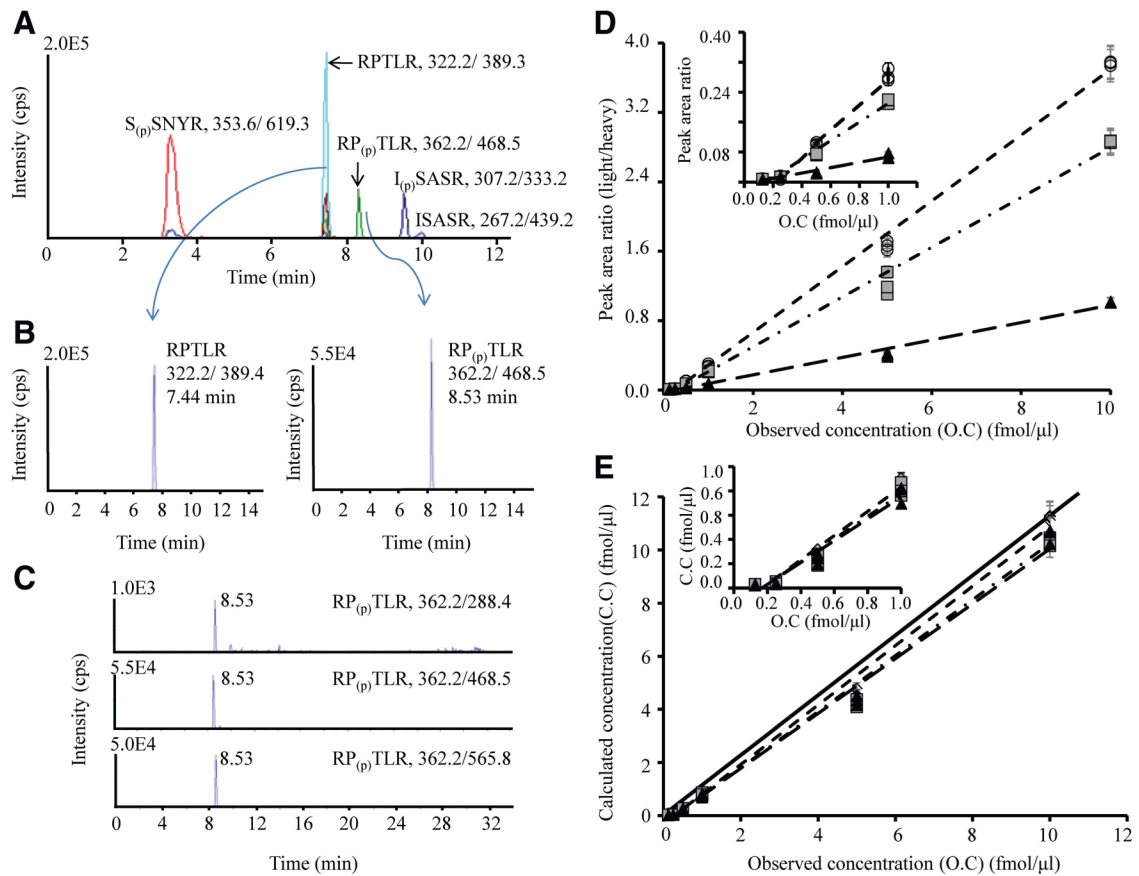 A
2.0E5
Intensity (cps)
RPTLR, 322.2/ 389.3
S(p)SNYR, 353.6/ 619.3
RP(p)TLR, 362.2/ 468.5
I(p)SASR, 307.2/333.2
ISASR, 267.2/439.2
0
2
4
6
8
10
12
Time (min)
B
2.0E5
Intensity (cps)
RPTLR
322.2/ 389.4
7.44 min
0 2 4 6 8 10 12 14
Time (min)
5.5E4
Intensity (cps)
RP(p)TLR
362.2/ 468.5
8.53 min
0 2 4 6 8 10 12 14
Time (min)
C
Intensity (cps)
1.0E3
8.53
RP(p)TLR, 362.2/288.4
5.5E4
8.53
RP(p)TLR, 362.2/468.5
5.0E4
8.53
RP(p)TLR, 362.2/565.8
0 4 8 12 16 20 24 28 32
Time (min)
D
Peak area ratio (light/heavy)
4.0
3.2
2.4
1.6
0.8
0.0
2 4 6 8 10
Observed concentration (O.C) (fmol/µl)
Peak area ratio
0.40
0.24
0.08
0.0 0.2 0.4 0.6 0.8 1.0
O.C (fmol/µl)
E
Calculated concentration(C.C) (fmol/µl)
12
10
8
6
4
2
0
0 2 4 6 8 10 12
Observed concentration (O.C) (fmol/µl)
C.C (fmol/µl)
1.0
0.6
0.8
0.4
0.2
0.0
0.0 0.2 0.4 0.6 0.8 1.0
O.C (fmol/µl)